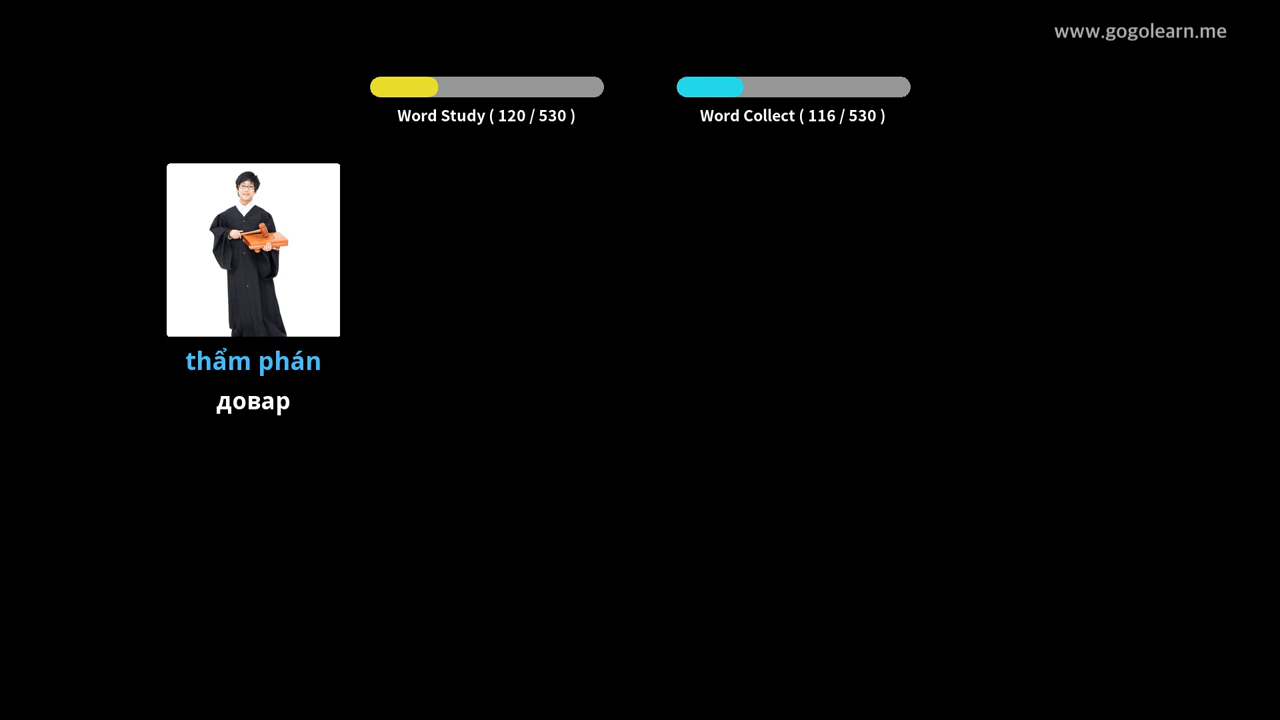 www.gogolearn.me
Word Study ( 120 / 530 )
Word Collect ( 116 / 530 )
thẩm phán
довар